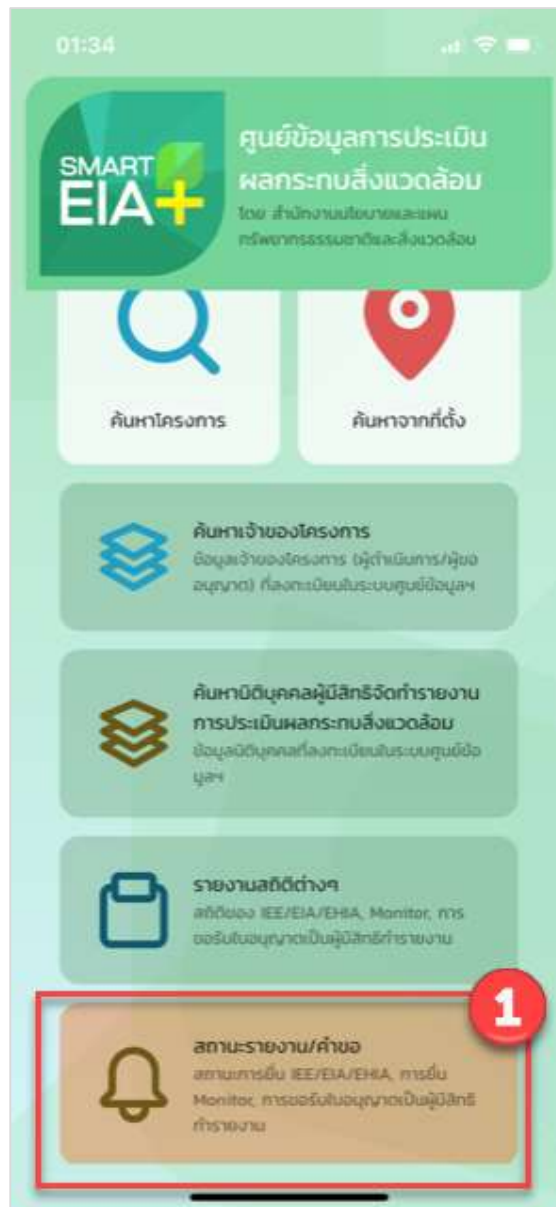 01:34
SMART
EIA+
ศูนย์ข้อมูลการประเมิน
ผลกระทบสิ่งแวดล้อม
โดย สำนักงานนโยบายและแผน
ทรัพยากรธรรมชาติและสิ่งแวดล้อม
ค้นหาโครงการ
ค้นหาจากที่ตั้ง
ค้นหาเจ้าของโครงการ
ข้อมูลเจ้าของโครงการ (ผู้ดำเนินการ/ผู้ขอ
อนุญาต) ที่ลงทะเบียนในระบบศูนย์ข้อมูลฯ
ค้นหานิติบุคคลผู้มีสิทธิจัดทำรายงาน
การประเมินผลกระทบสิ่งแวดล้อม
ข้อมูลนิติบุคคลที่ลงทะเบียนในระบบศูนย์ข้อ
มูลฯ
รายงานสถิติต่างๆ
สถิติของ IEE/EIA/EHIA, Monitor, การ
ขอรับใบอนุญาตเป็นผู้มีสิทธิทำรายงาน
1
สถานะรายงาน/คำขอ
สถานะการยื่น IEE/EIA/EHIA, การยื่น
Monitor, การขอรับใบอนุญาตเป็นผู้มีสิทธิ
ทำรายงาน